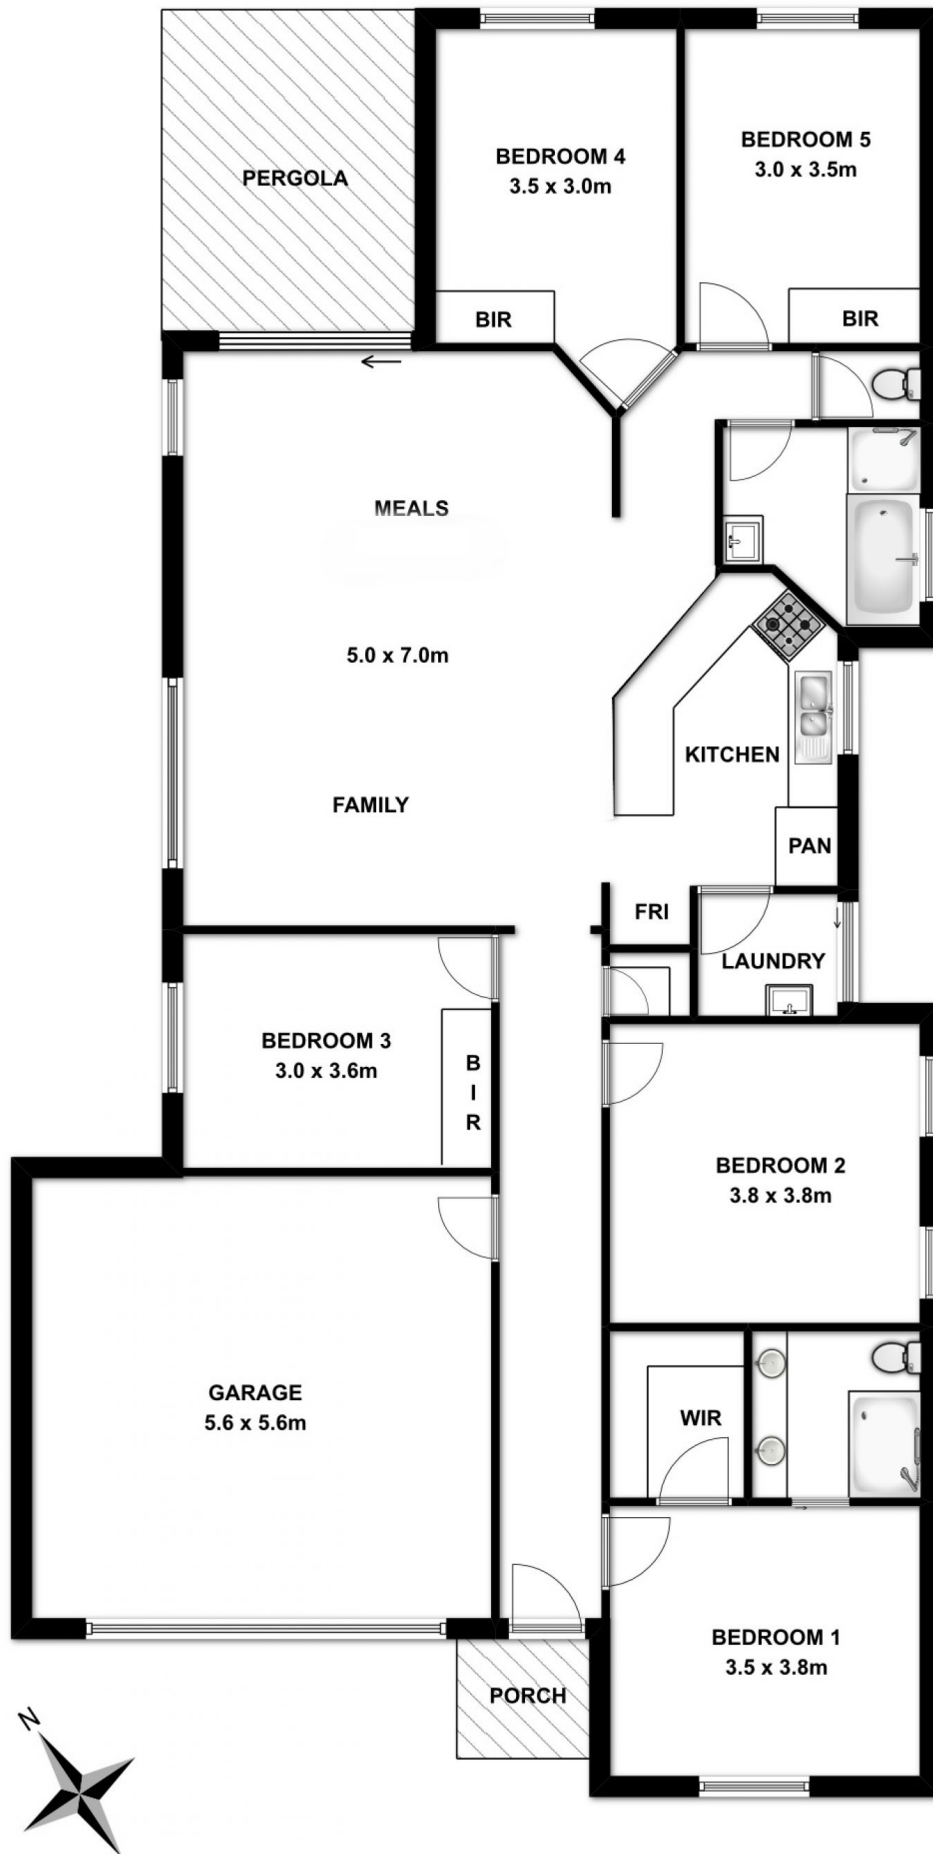 BEDROOM 5
3.0 x 3.5m
BEDROOM 4
3.5 x 3.0m
PERGOLA
BIR
BIR
MEALS
5.0 x 7.0m
KITCHEN
FAMILY
PAN
FRI
LAUNDRY
BEDROOM 3
3.0 x 3.6m
B
I
R
BEDROOM 2
3.8 x 3.8m
GARAGE
5.6 x 5.6m
WIR
BEDROOM 1
3.5 x 3.8m
PORCH
N